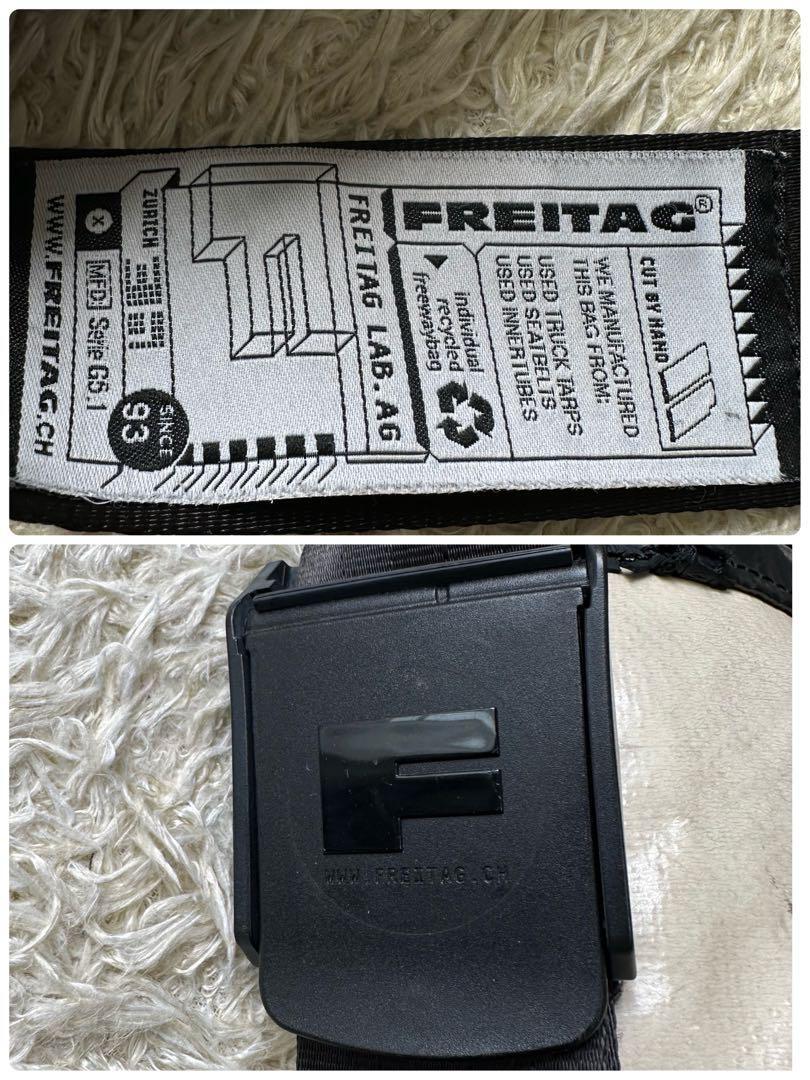 FREITAG®
CUT BY HAND
WE MANUFACTURED
THIS BAG FROM:
USED TRUCK TARPS
USED SEATBELTS
USED INNERTUBES
individual
recycled
freewaybag
FREITAG LAB. AG
ZURICH
SINCE
93
X
MFD: Serie G5.1
WWW.FREITAG.CH
F
WWW.FREITAG.CH